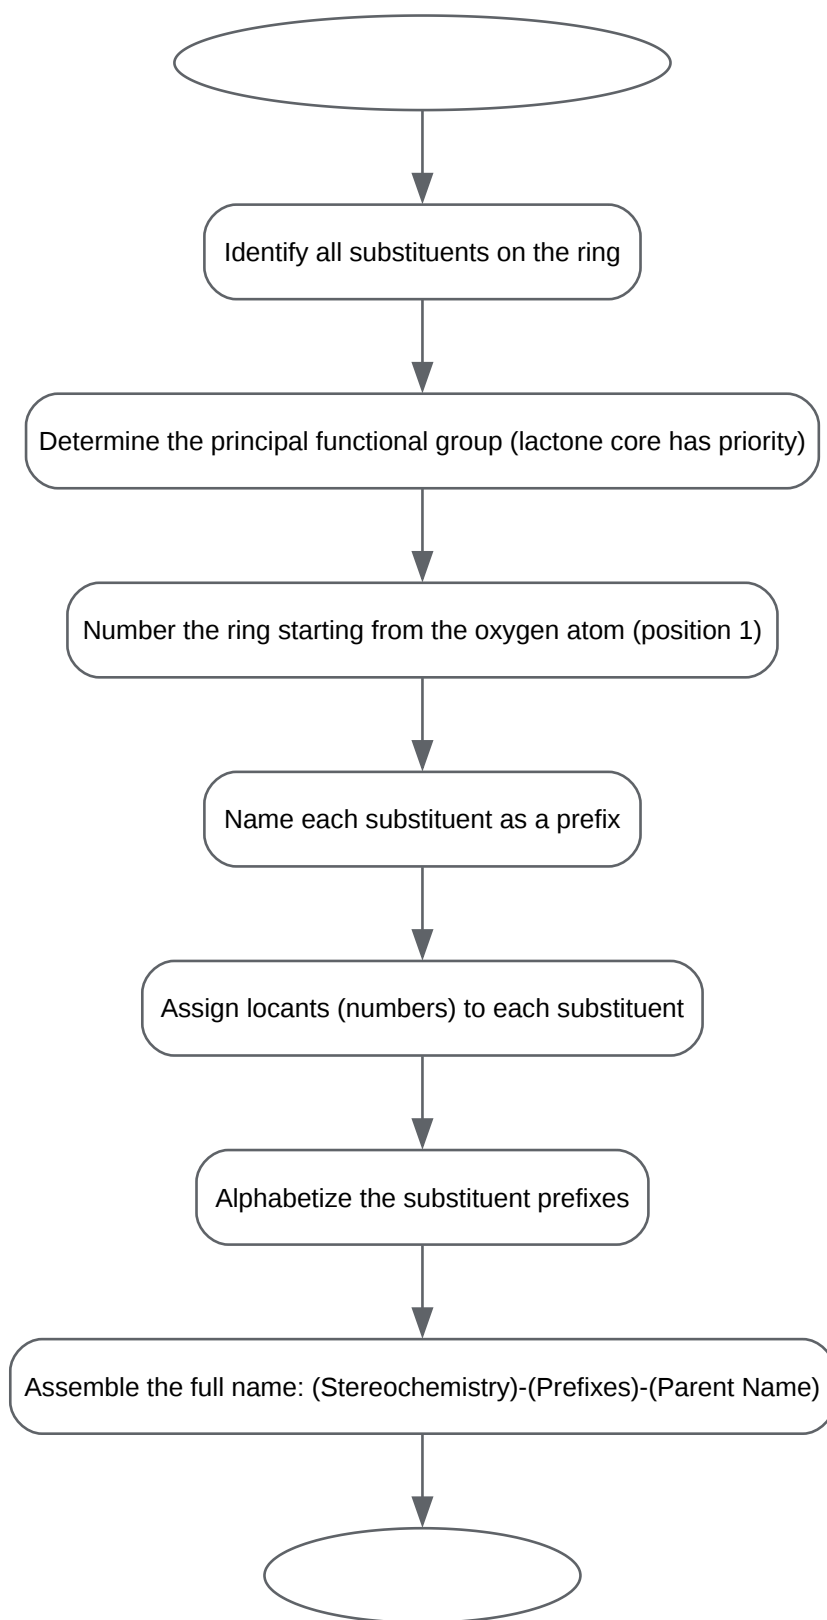 Identify all substituents on the ring
Determine the principal functional group (lactone core has priority)
Number the ring starting from the oxygen atom (position 1)
Name each substituent as a prefix
Assign locants (numbers) to each substituent
Alphabetize the substituent prefixes
Assemble the full name: (Stereochemistry)-(Prefixes)-(Parent Name)